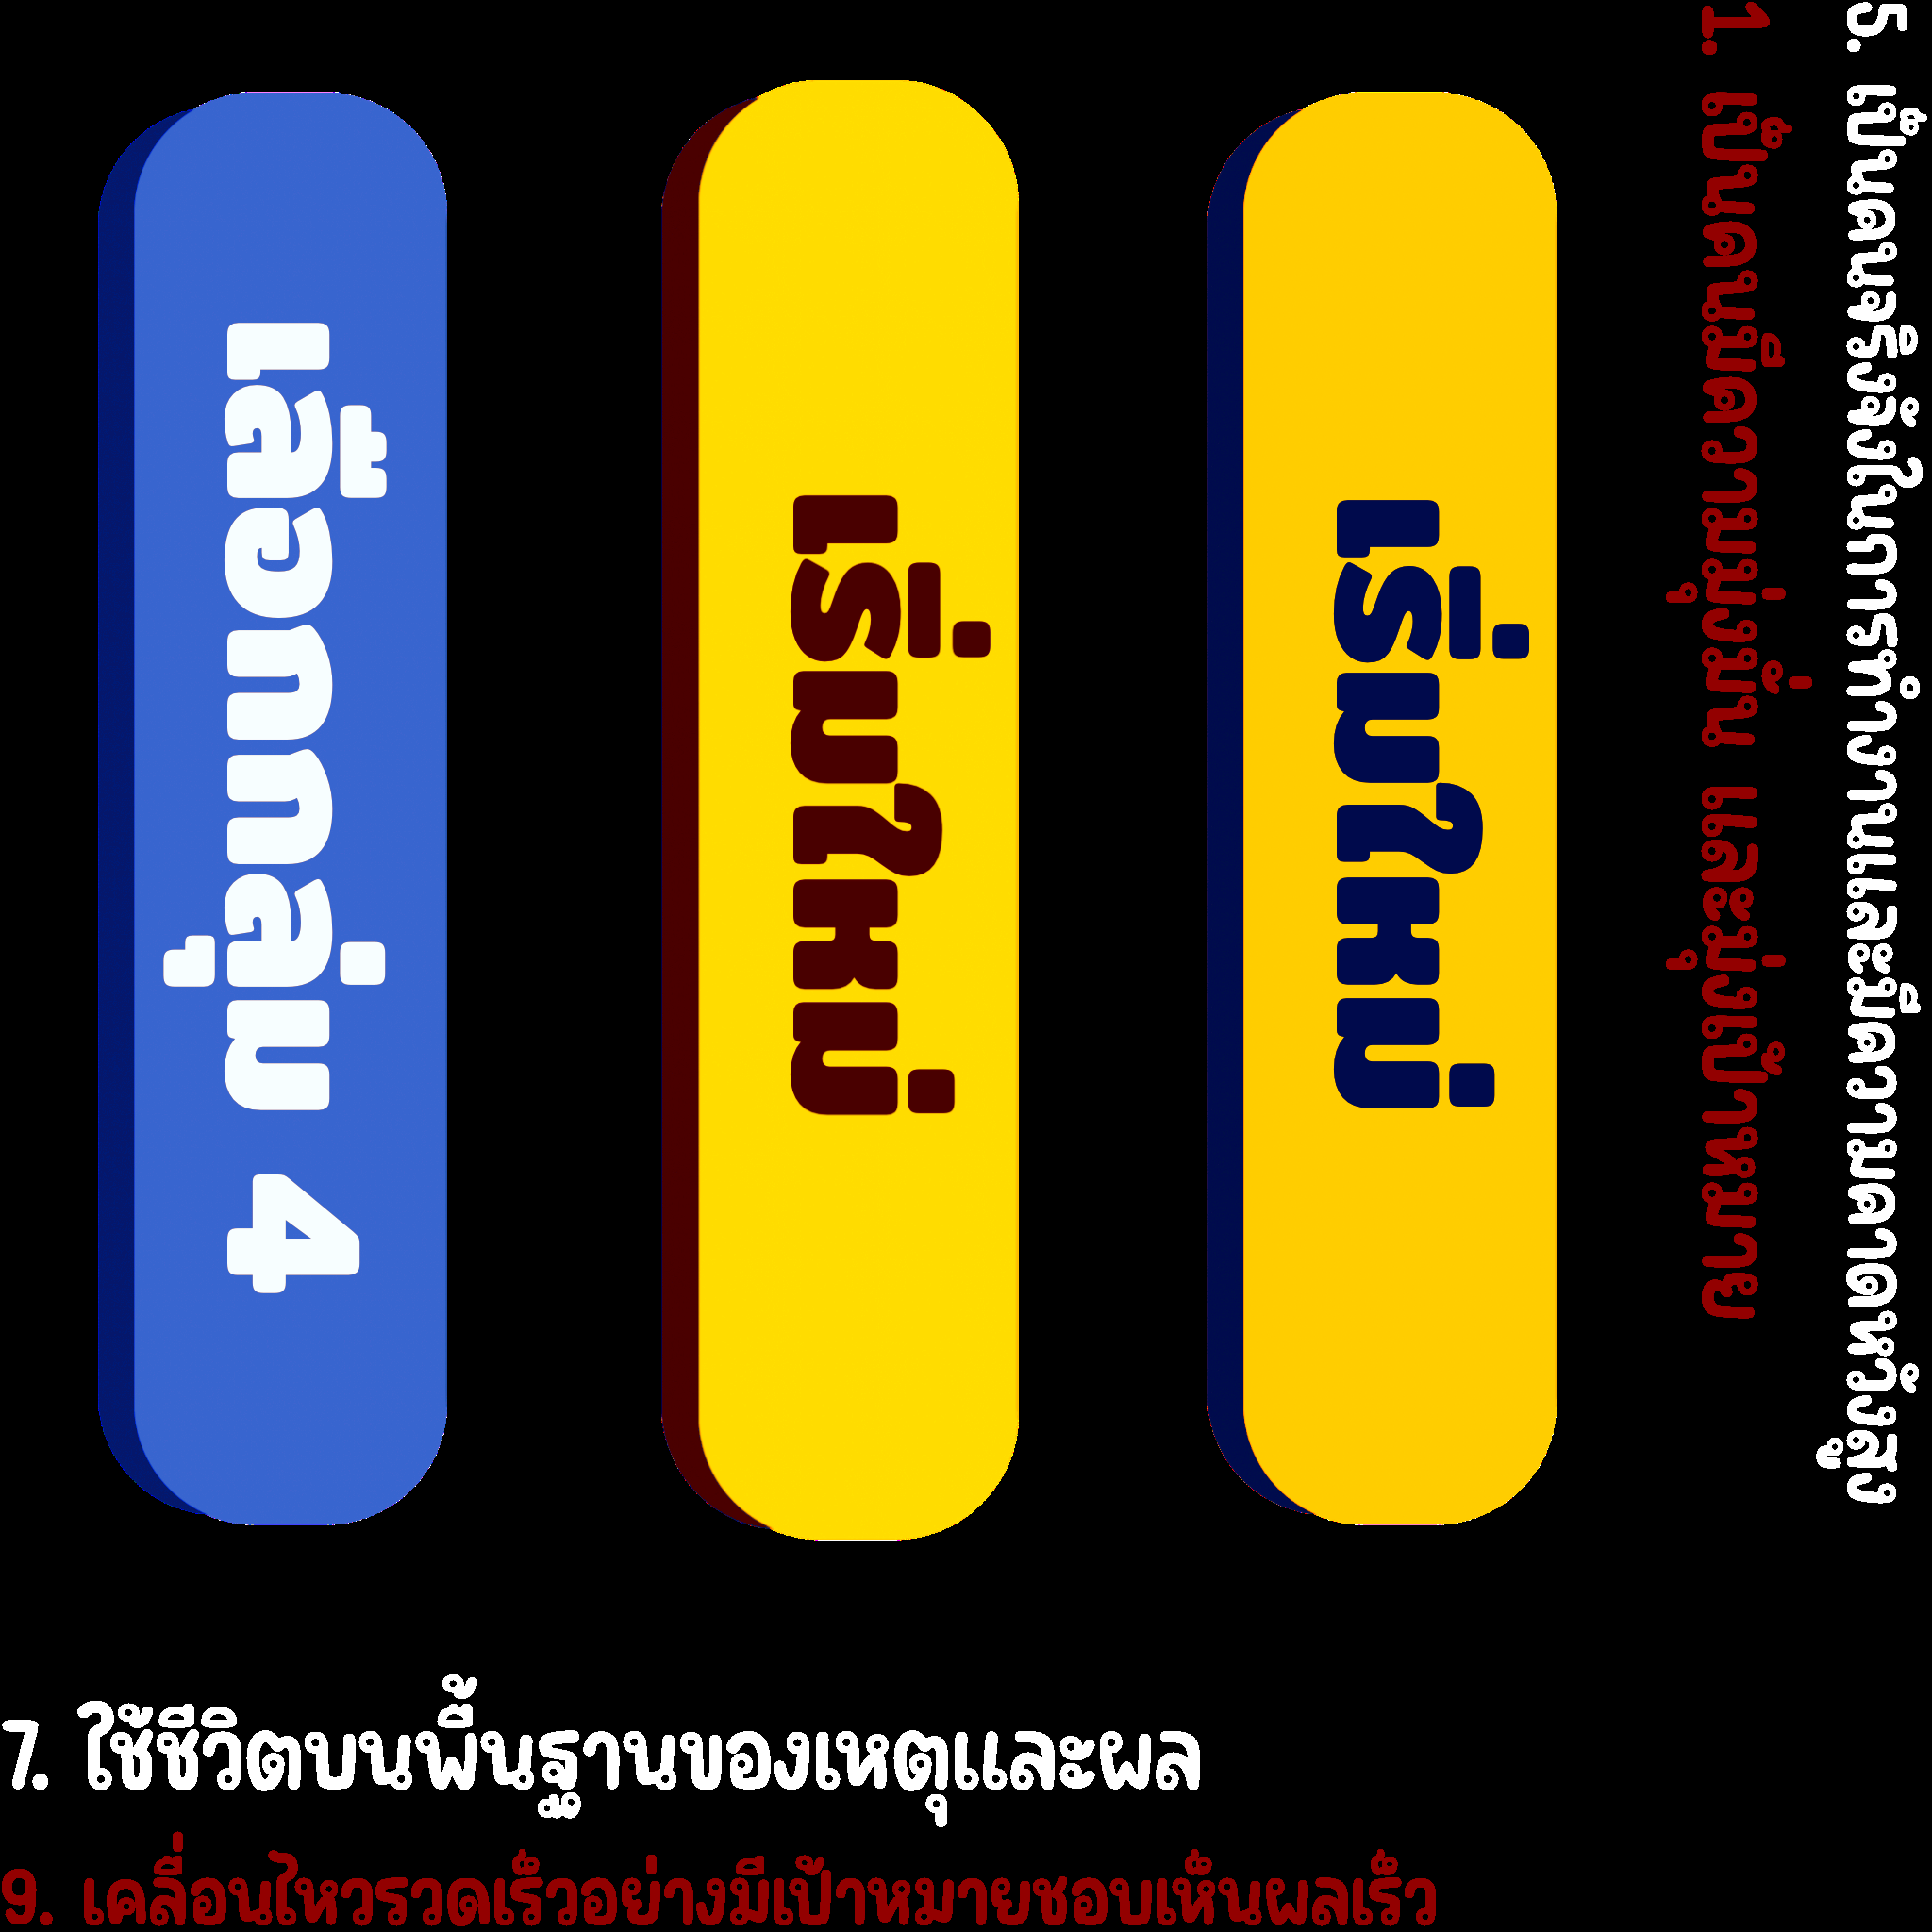 เลือกกลุ่ม 4
เริ่มใหม่
เริ่มใหม่
1. เป็นคนมีความมุ่งมั่น และมุ่งเป้าหมาย
5. เป็นคนจริงจังในการทำงานและมีความคาดหวังสูง
7. ใช้ชีวิตบนพื้นฐานของเหตุและผล
9. เคลื่อนไหวรวดเร็วอย่างมีเป้าหมายชอบเห็นผลเร็ว